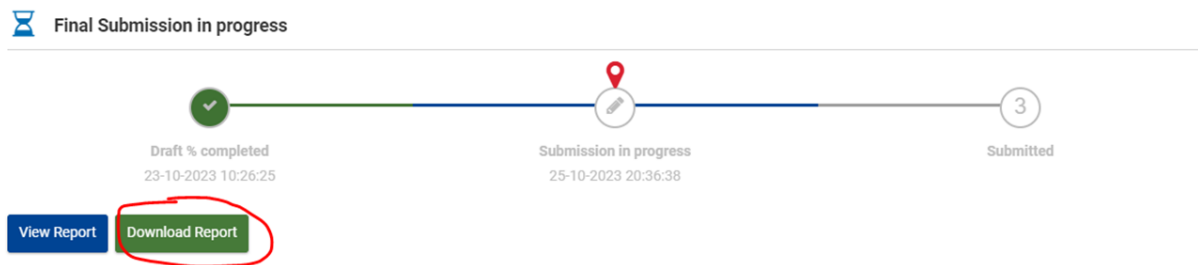 Final Submission in progress
3
Draft % completed
Submission in progress
Submitted
23-10-2023 10:26:25
25-10-2023 20:36:38
View Report
Download Report